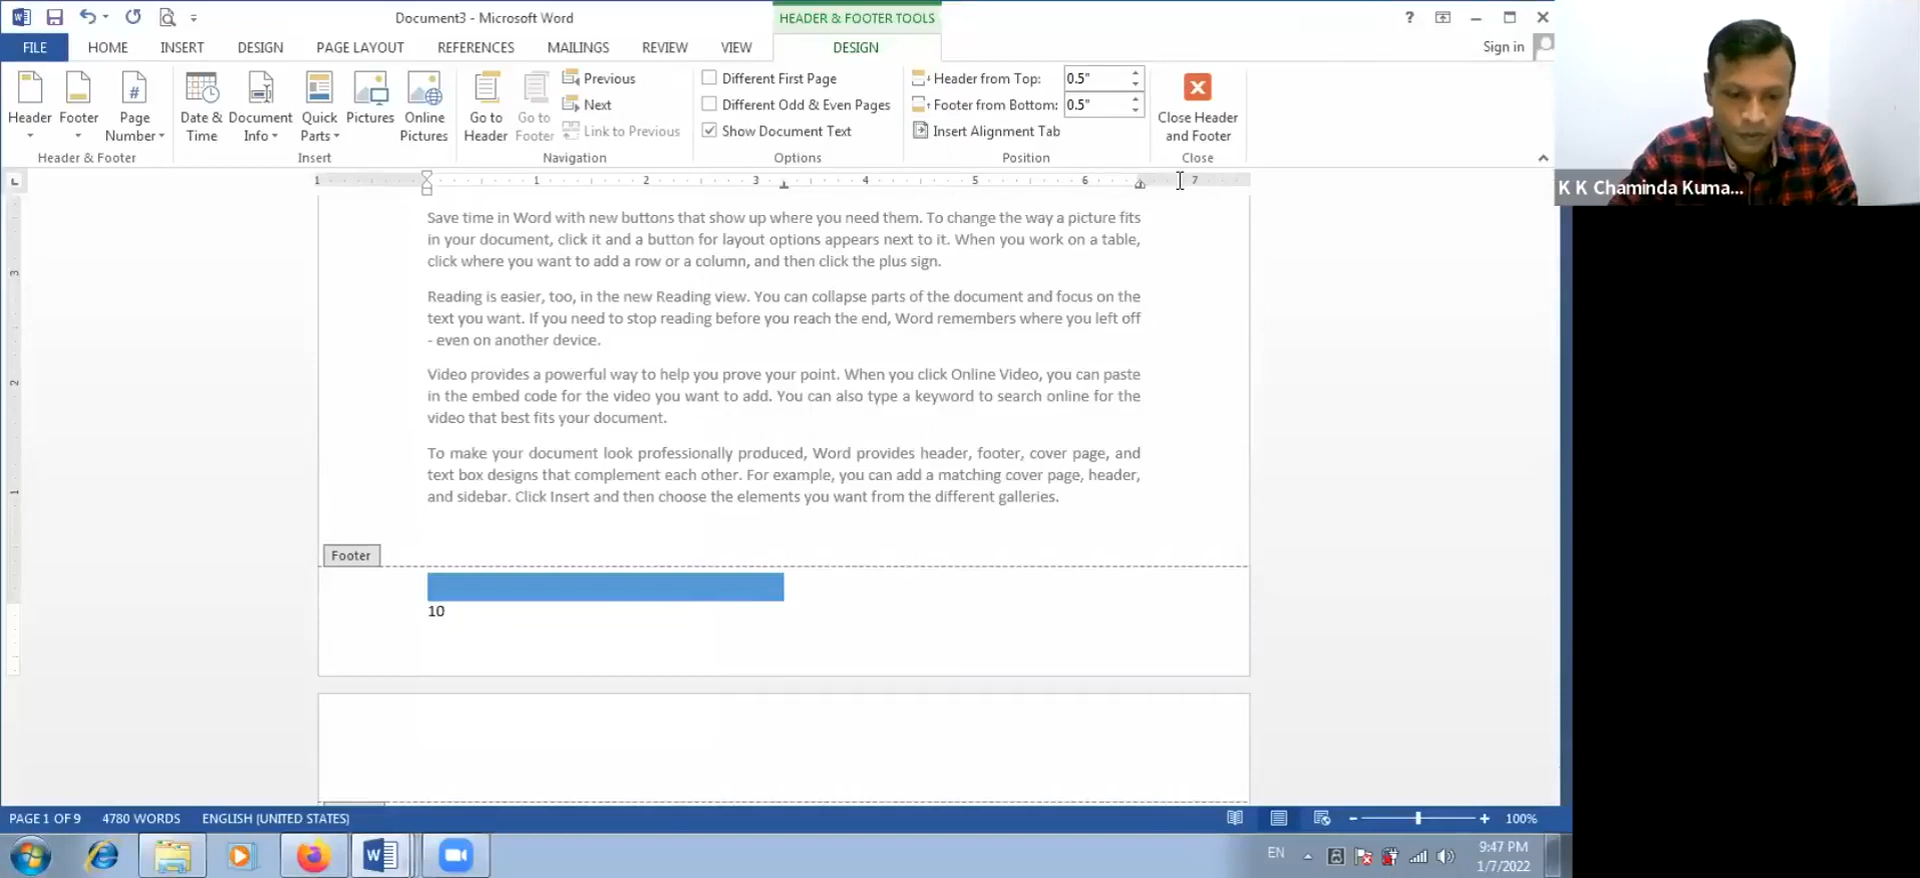 Document3 - Microsoft Word
HEADER & FOOTER TOOLS
?
FILE
HOME
INSERT
DESIGN
PAGE LAYOUT
REFERENCES
MAILINGS
REVIEW
VIEW
DESIGN
Sign in
Header
Footer
Page Number
Header & Footer
Date & Time
Document Info
Quick Parts
Pictures
Online Pictures
Insert
Go to Header
Go to Footer
Previous
Next
Link to Previous
Navigation
Different First Page
Different Odd & Even Pages
Show Document Text
Options
Header from Top: 0.5"
Footer from Bottom: 0.5"
Insert Alignment Tab
Position
Close Header and Footer
Close
K K Chaminda Kuma...
1 1 2 3 4 5 6 7
3
2
1
Save time in Word with new buttons that show up where you need them. To change the way a picture fits
in your document, click it and a button for layout options appears next to it. When you work on a table,
click where you want to add a row or a column, and then click the plus sign.
Reading is easier, too, in the new Reading view. You can collapse parts of the document and focus on the
text you want. If you need to stop reading before you reach the end, Word remembers where you left off
- even on another device.
Video provides a powerful way to help you prove your point. When you click Online Video, you can paste
in the embed code for the video you want to add. You can also type a keyword to search online for the
video that best fits your document.
To make your document look professionally produced, Word provides header, footer, cover page, and
text box designs that complement each other. For example, you can add a matching cover page, header,
and sidebar. Click Insert and then choose the elements you want from the different galleries.
Footer
10
PAGE 1 OF 9
4780 WORDS
ENGLISH (UNITED STATES)
100%
EN
9:47 PM
1/7/2022